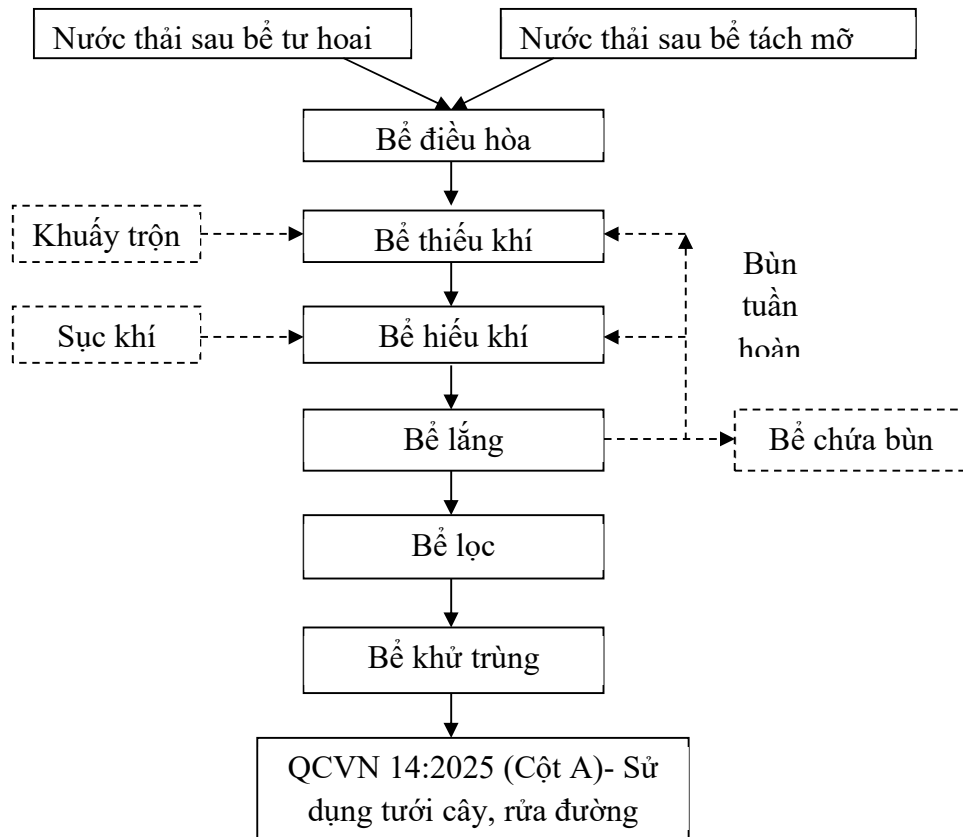 Nước thải sau bể tư hoai
Nước thải sau bể tách mỡ
Bể điều hòa
Khuấy trộn
Bể thiếu khí
Bùn
tuần
hoàn
Sục khí
Bể hiếu khí
Bể lắng
Bể chứa bùn
Bể lọc
Bể khử trùng
QCVN 14:2025 (Cột A)- Sử
dụng tưới cây, rửa đường